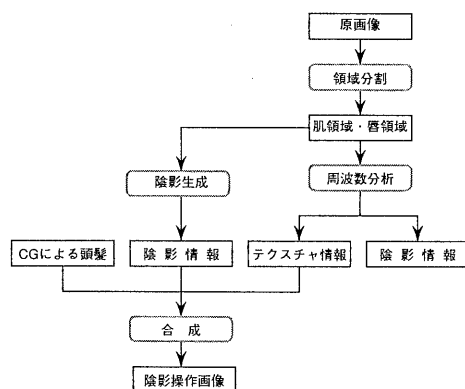 原画像
領域分割
肌領域・唇領域
陰影生成
周波数分析
CGによる頭髪
陰影情報
テクスチャ情報
陰影情報
合成
陰影操作画像